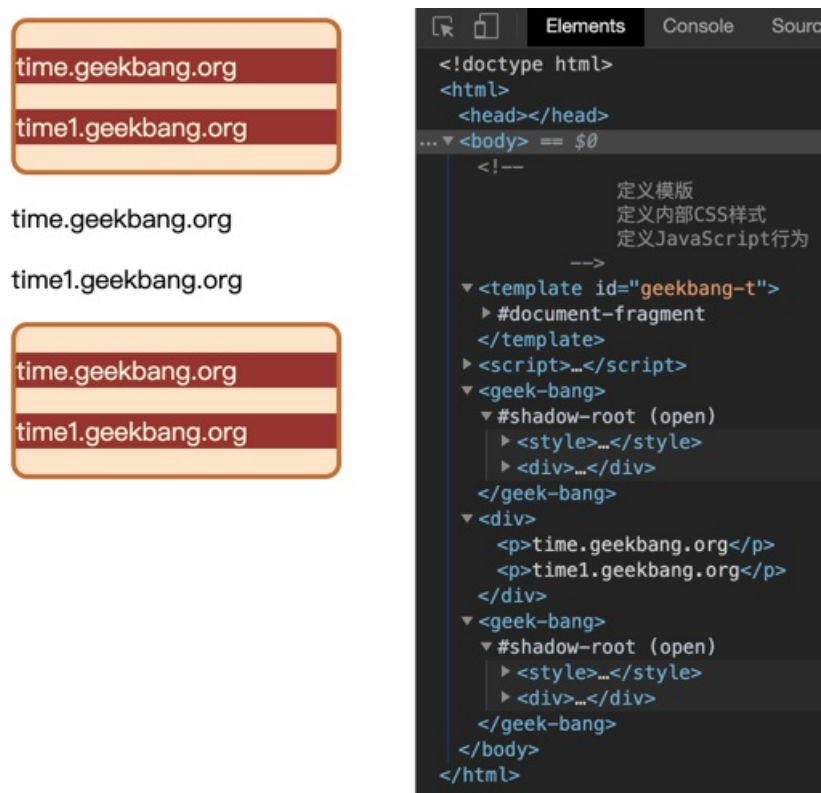 time.geekbang.org
time1.geekbang.org
time.geekbang.org
time1.geekbang.org
time.geekbang.org
time1.geekbang.org
Elements Console Sourc
<!doctype html>
<html>
<head></head>
… ▼<body> == $0
<!--
定义模版
定义内部CSS样式
定义JavaScript行为
-->
▼<template id="geekbang-t">
▶#document-fragment
</template>
▶<script>…</script>
▼<geek-bang>
▼#shadow-root (open)
▶<style>…</style>
▶<div>…</div>
</geek-bang>
▼<div>
<p>time.geekbang.org</p>
<p>time1.geekbang.org</p>
</div>
▼<geek-bang>
▼#shadow-root (open)
▶<style>…</style>
▶<div>…</div>
</geek-bang>
</body>
</html>